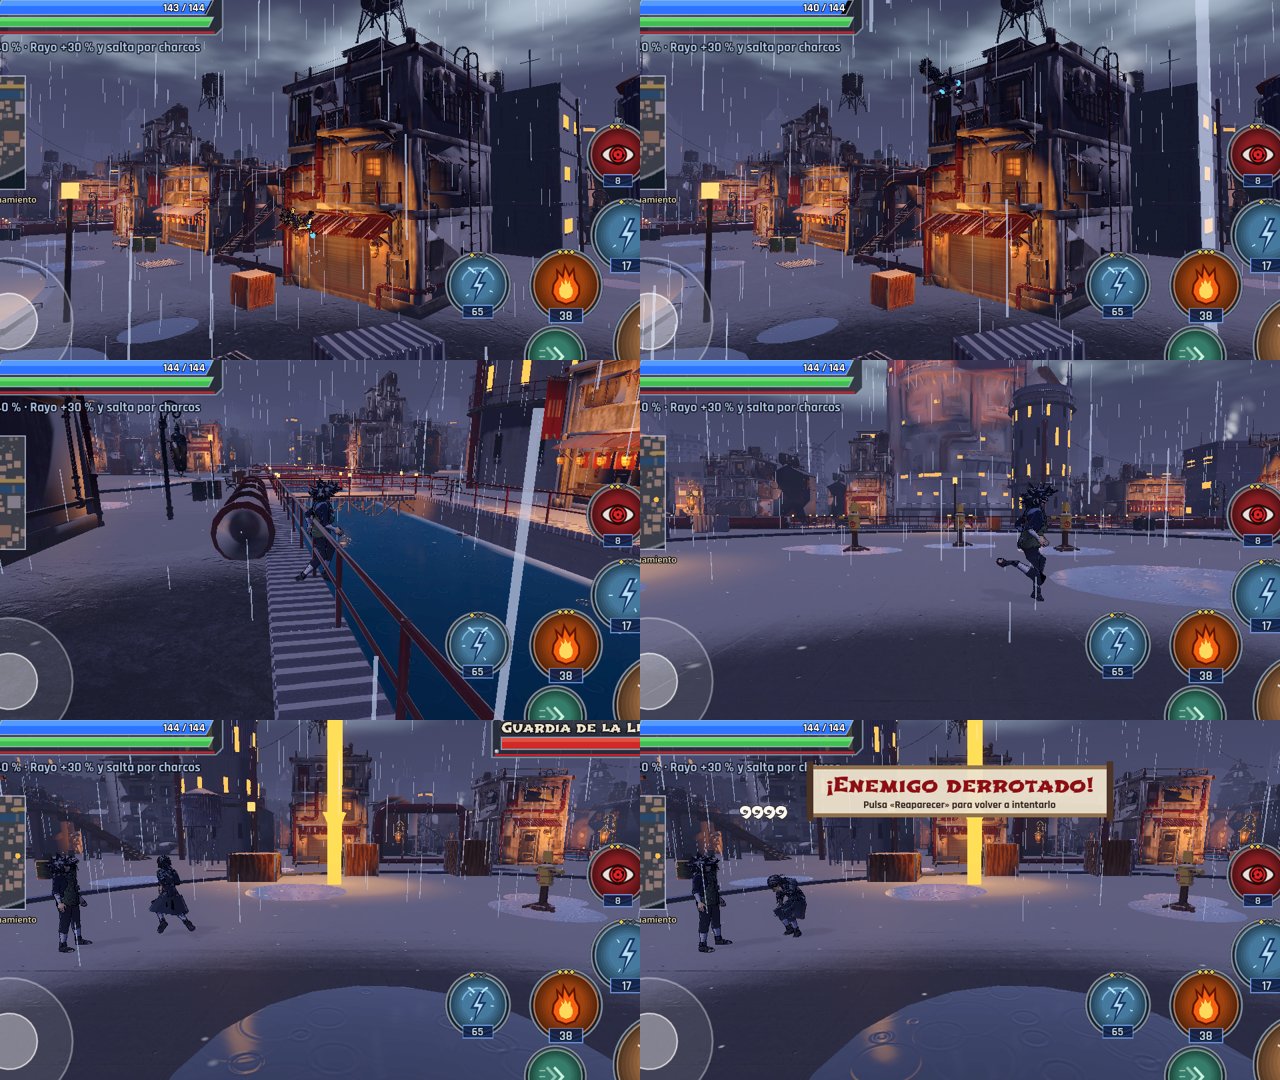 143 / 144
0 % · Rayo +30 % y salta por charcos
amiento
8
17
65
38
140 / 144
0 % · Rayo +30 % y salta por charcos
amiento
8
17
65
38
144 / 144
0 % · Rayo +30 % y salta por charcos
8
17
65
38
144 / 144
0 % · Rayo +30 % y salta por charcos
amiento
8
17
65
38
144 / 144
GUARDIA DE LA LL
0 % · Rayo +30 % y salta por charcos
amiento
8
17
65
38
144 / 144
0 % · Rayo +30 % y salta por ch
¡ENEMIGO DERROTADO!
Pulsa «Reaparecer» para volver a intentarlo
9999
amiento
8
17
65
38